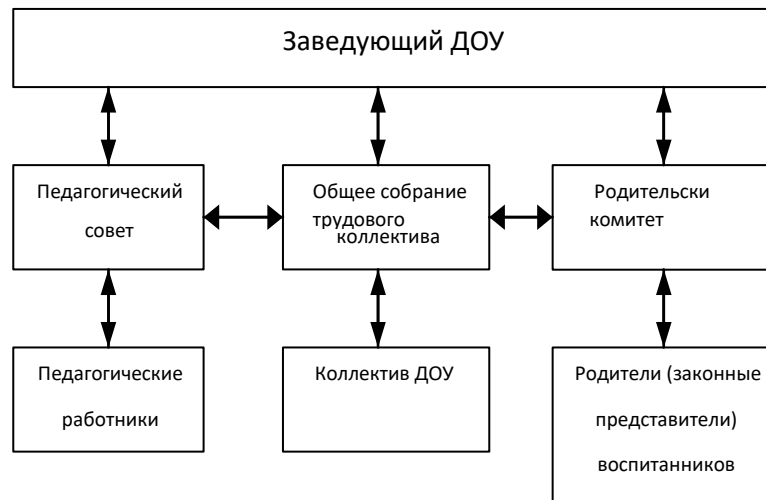 Заведующий ДОУ
Педагогический
совет
Общее собрание
трудового
коллектива
Родительски
комитет
Педагогические
работники
Коллектив ДОУ
Родители (законные
представители)
воспитанников